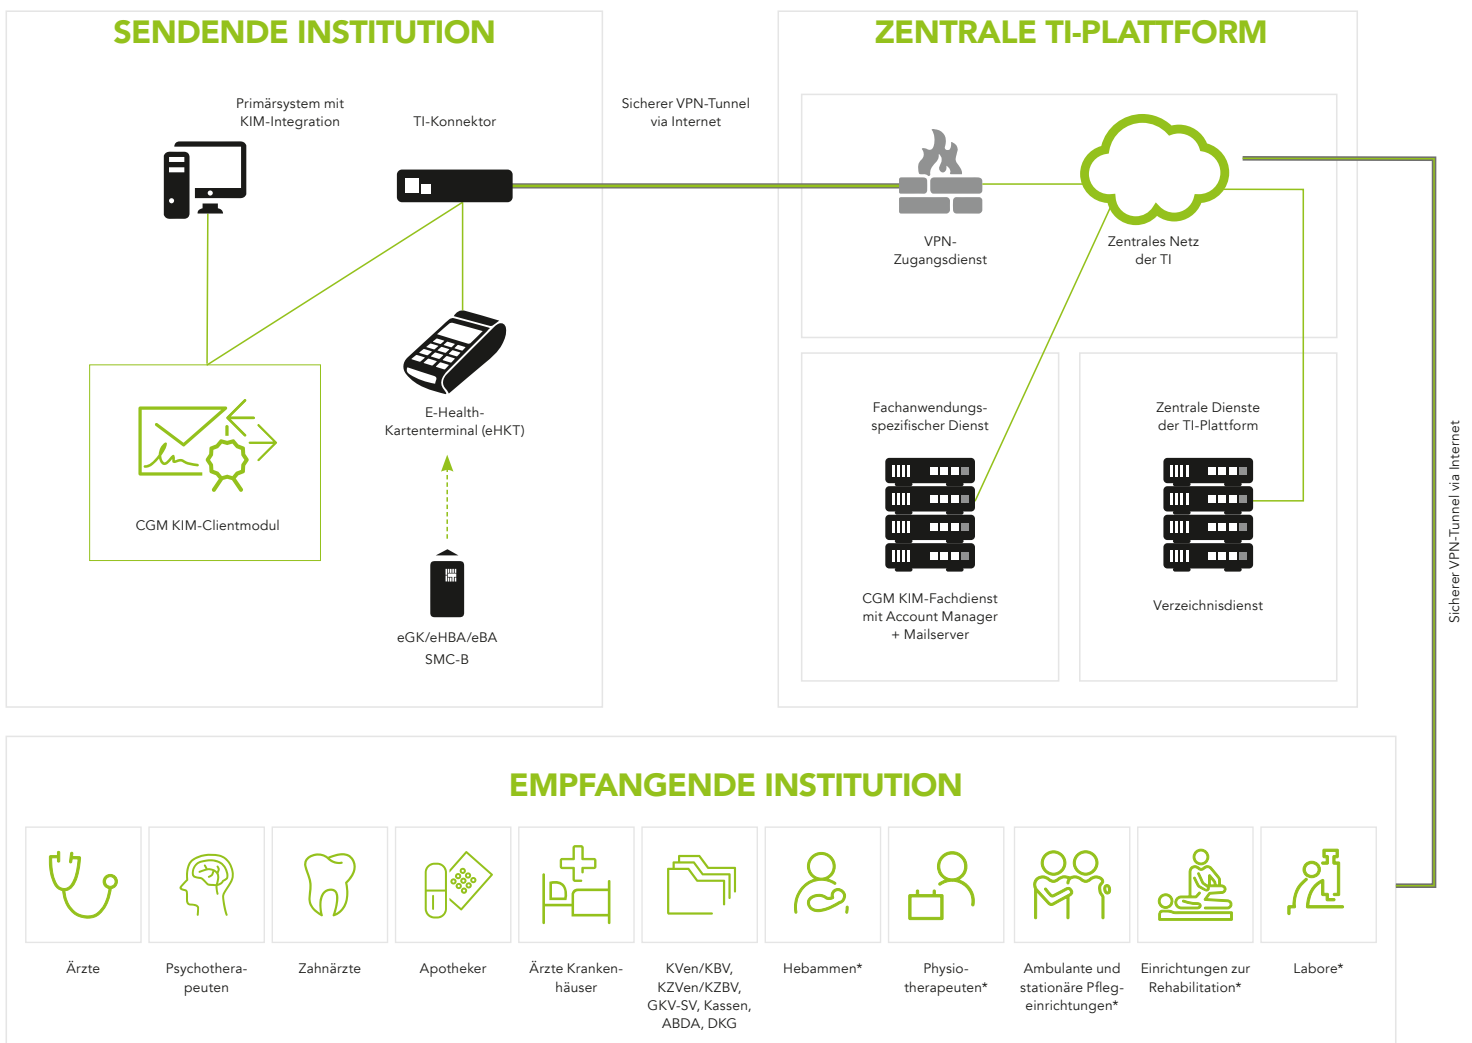 SENDENDE INSTITUTION
Primärsystem mit
KIM-Integration
TI-Konnektor
E-Health-
Kartenterminal (eHKT)
CGM KIM-Clientmodul
eGK/eHBA/eBA
SMC-B
Sicherer VPN-Tunnel
via Internet
ZENTRALE TI-PLATTFORM
VPN-
Zugangsdienst
Zentrales Netz
der TI
Fachanwendungs-
spezifischer Dienst
CGM KIM-Fachdienst
mit Account Manager
+ Mailserver
Zentrale Dienste
der TI-Plattform
Verzeichnisdienst
Sicherer VPN-Tunnel via Internet
EMPFANGENDE INSTITUTION
Ärzte
Psychothera-
peuten
Zahnärzte
Apotheker
Ärzte Kranken-
häuser
KVen/KBV,
KZVen/KZBV,
GKV-SV, Kassen,
ABDA, DKG
Hebammen*
Physio-
therapeuten*
Ambulante und
stationäre Pfleg-
einrichtungen*
Einrichtungen zur
Rehabilitation*
Labore*